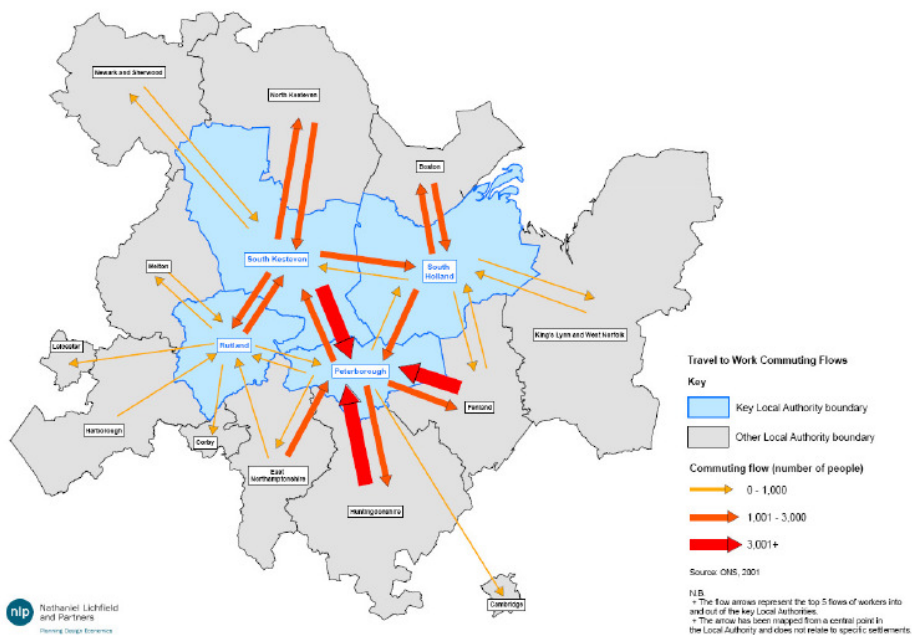 Newark and Sherwood
North Kesteven
Boston
South Kesteven
South Holland
Melton
King's Lynn and West Norfolk
Leicester
Rutland
Peterborough
Fenland
Harborough
Corby
East Northamptonshire
Huntingdonshire
Cambridge
Travel to Work Commuting Flows
Key
Key Local Authority boundary
Other Local Authority boundary
Commuting flow (number of people)
0 - 1,000
1,001 - 3,000
3,001+
Source: ONS, 2001
N.B.
+ The flow arrows represent the top 5 flows of workers into
and out of the key Local Authorities.
+ The arrow has been mapped from a central point in
the Local Authority and does not relate to specific settlements.
nlp
Nathaniel Lichfield
and Partners
Planning Design Economics